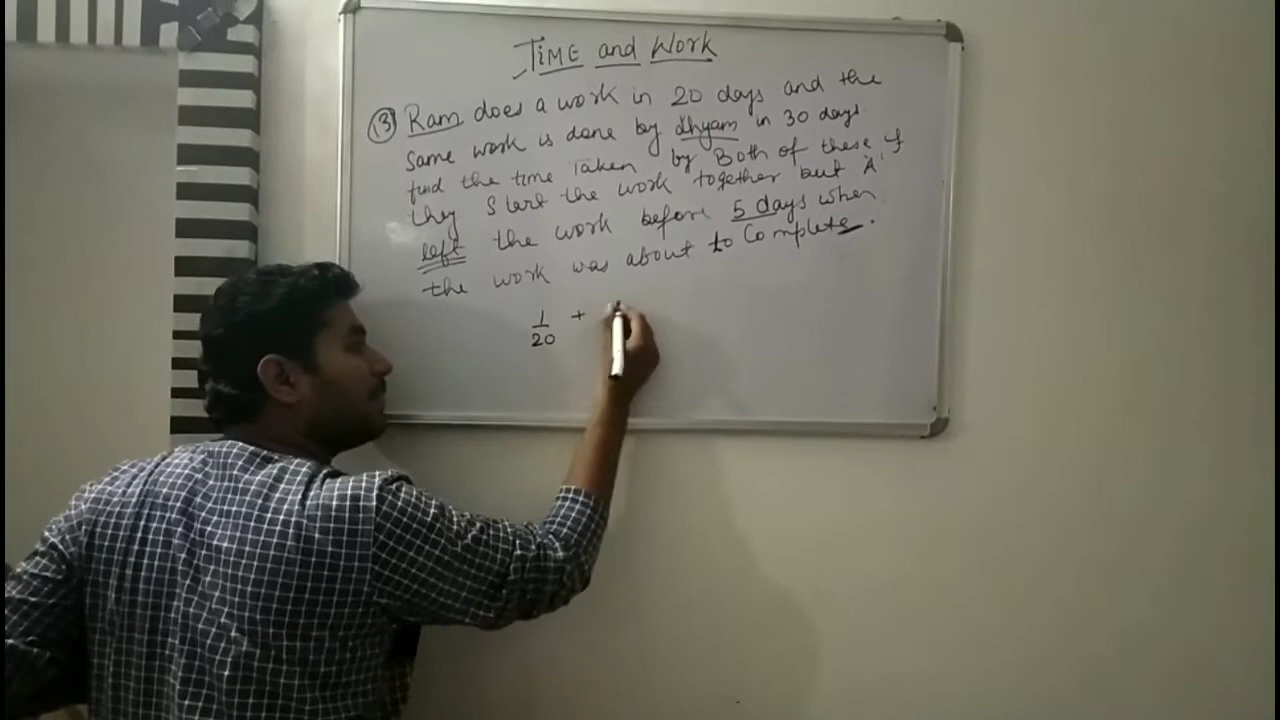 TIME and Work
(13) Ram does a work in 20 days and the
same work is done by Shyam in 30 days
find the time Taken by Both of these if
they Start the work together but 'A'
left the work before 5 days when
the work was about to Complete.
1/20 +